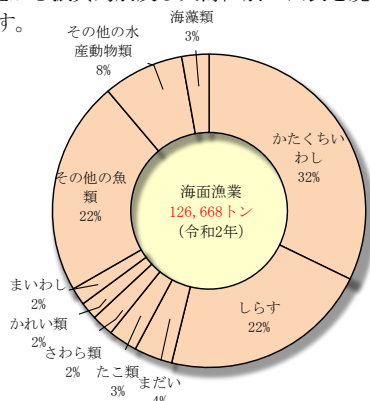 す。
海藻類
3%
その他の水
産動物類
8%
かたくちい
わし
32%
その他の魚
類
22%
海面漁業
126,668トン
(令和2年)
しらす
22%
まいわし
2%
かれい類
2%
さわら類
2%
たこ類
3%
まだい
4%